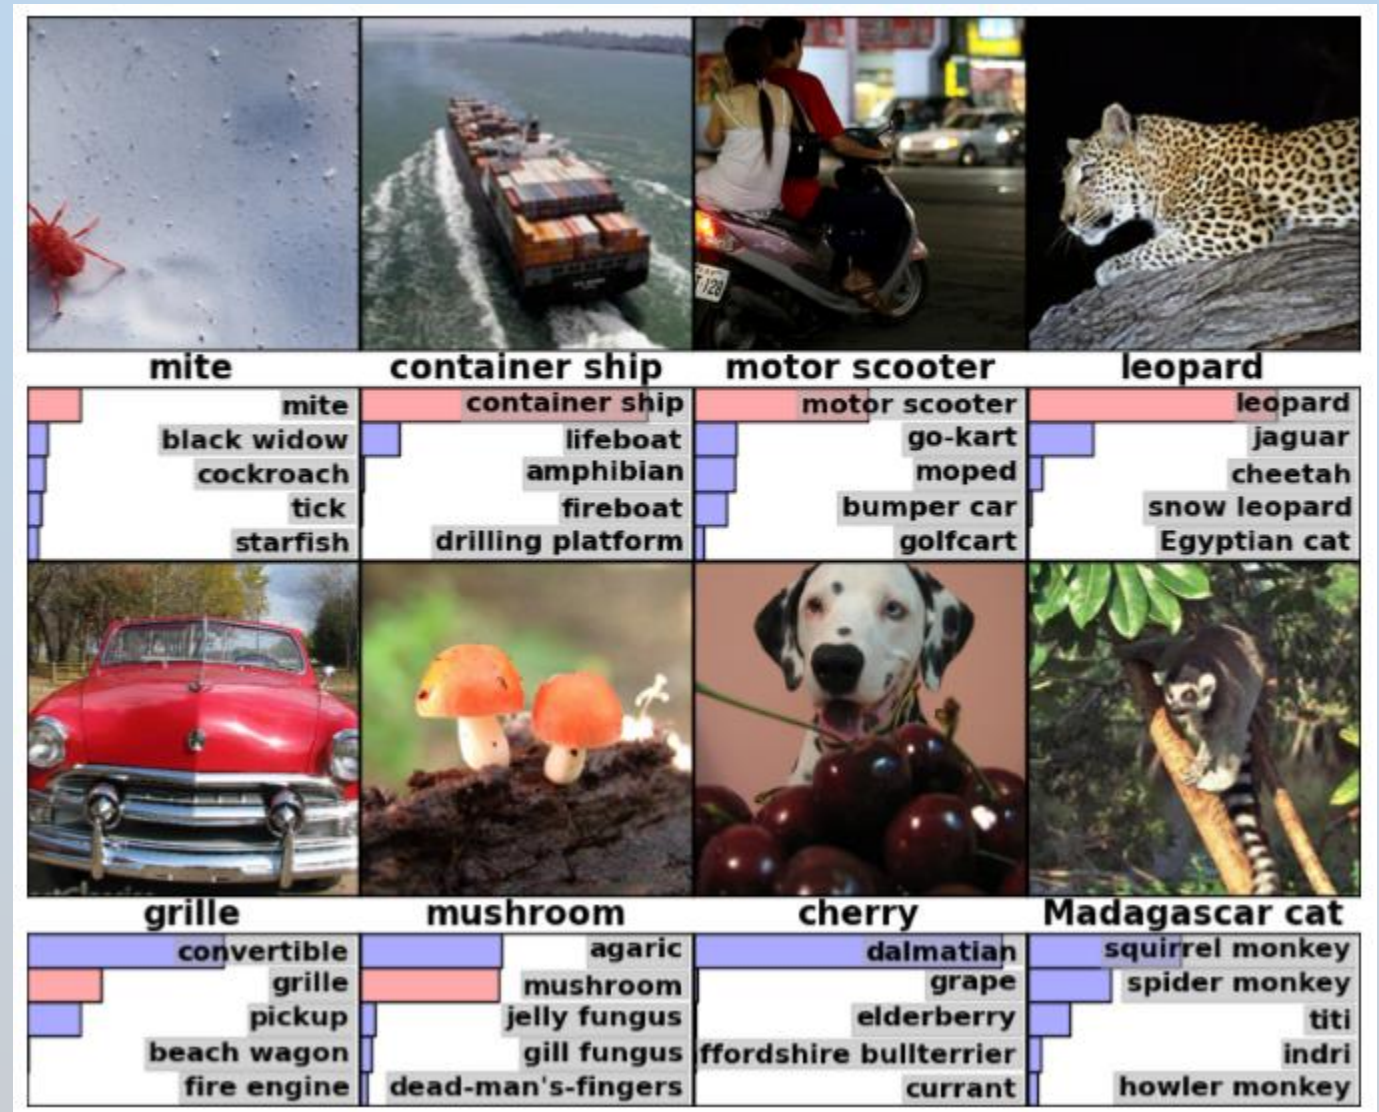 mite
container ship
motor scooter
leopard
mite
black widow
cockroach
tick
starfish
container ship
lifeboat
amphibian
fireboat
drilling platform
motor scooter
go-kart
moped
bumper car
golfcart
leopard
jaguar
cheetah
snow leopard
Egyptian cat
grille
mushroom
cherry
Madagascar cat
convertible
grille
pickup
beach wagon
fire engine
agaric
mushroom
jelly fungus
gill fungus
dead-man's-fingers
dalmatian
grape
elderberry
ffordshire bullterrier
currant
squirrel monkey
spider monkey
titi
indri
howler monkey